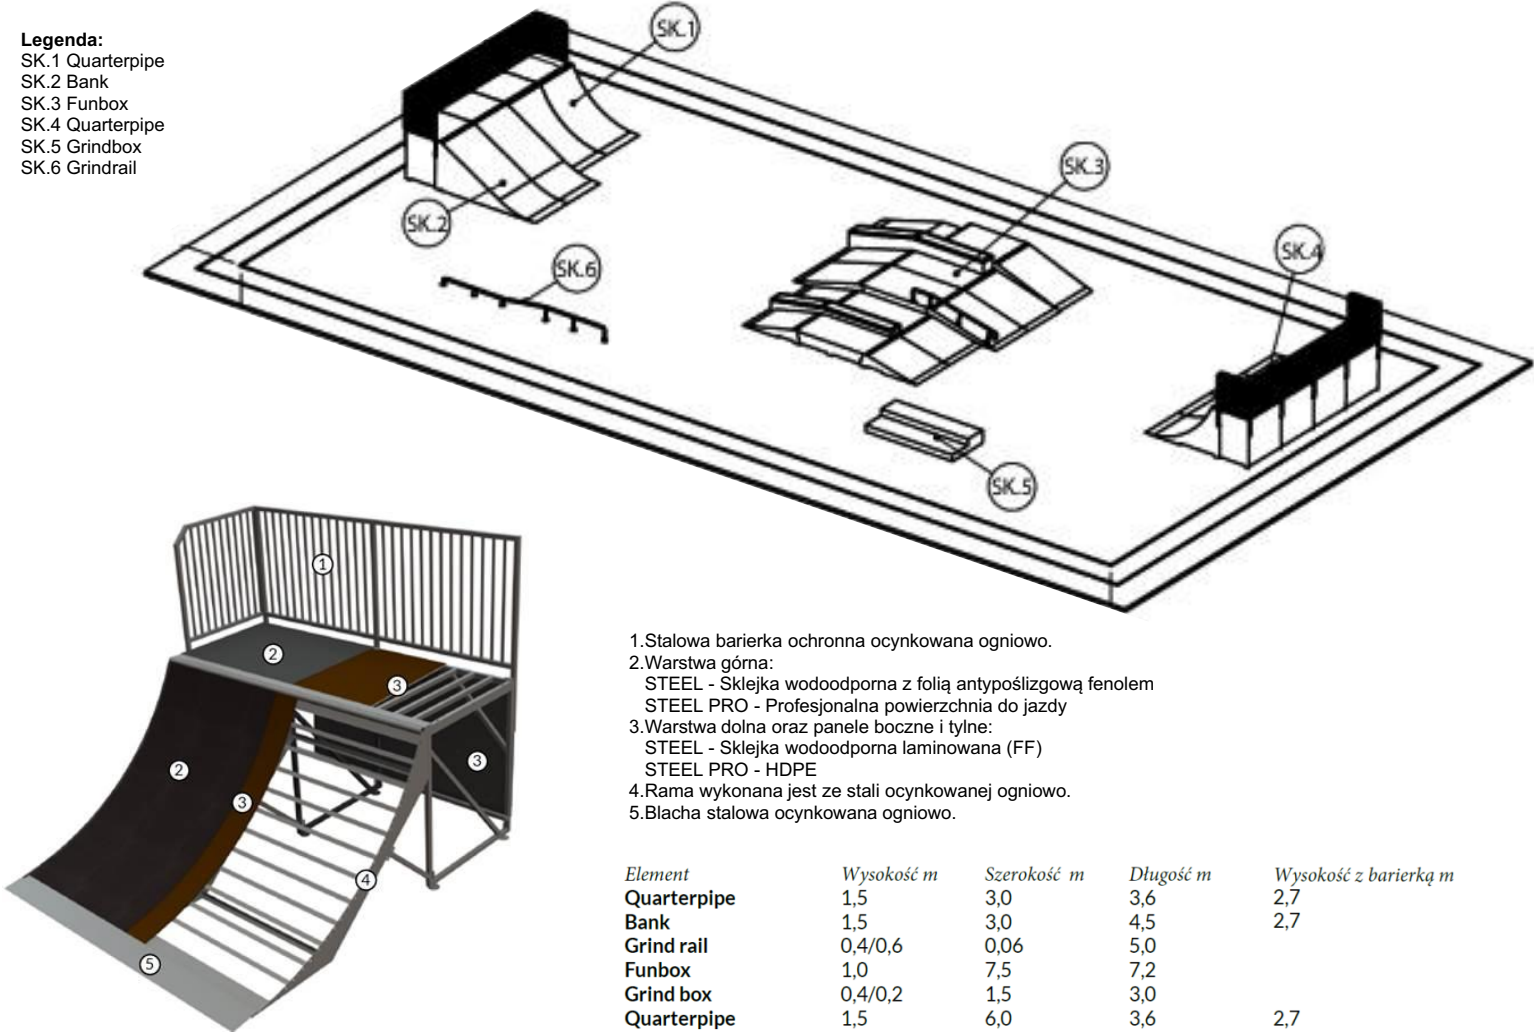 Legenda:
SK.1 Quarterpipe
SK.2 Bank
SK.3 Funbox
SK.4 Quarterpipe
SK.5 Grindbox
SK.6 Grindrail
SK.1
SK.3
SK.2
SK.4
SK.6
SK.5
1
2
3
3
2
3
4
5
1.Stalowa barierka ochronna ocynkowana ogniowo.
2.Warstwa górna:
STEEL - Sklejka wodoodporna z folią antypoślizgową fenolem
STEEL PRO - Profesjonalna powierzchnia do jazdy
3.Warstwa dolna oraz panele boczne i tylne:
STEEL - Sklejka wodoodporna laminowana (FF)
STEEL PRO - HDPE
4.Rama wykonana jest ze stali ocynkowanej ogniowo.
5.Blacha stalowa ocynkowana ogniowo.
Element Wysokość m Szerokość m Długość m Wysokość z barierką m
Quarterpipe 1,5 3,0 3,6 2,7
Bank 1,5 3,0 4,5 2,7
Grind rail 0,4/0,6 0,06 5,0
Funbox 1,0 7,5 7,2
Grind box 0,4/0,2 1,5 3,0
Quarterpipe 1,5 6,0 3,6 2,7